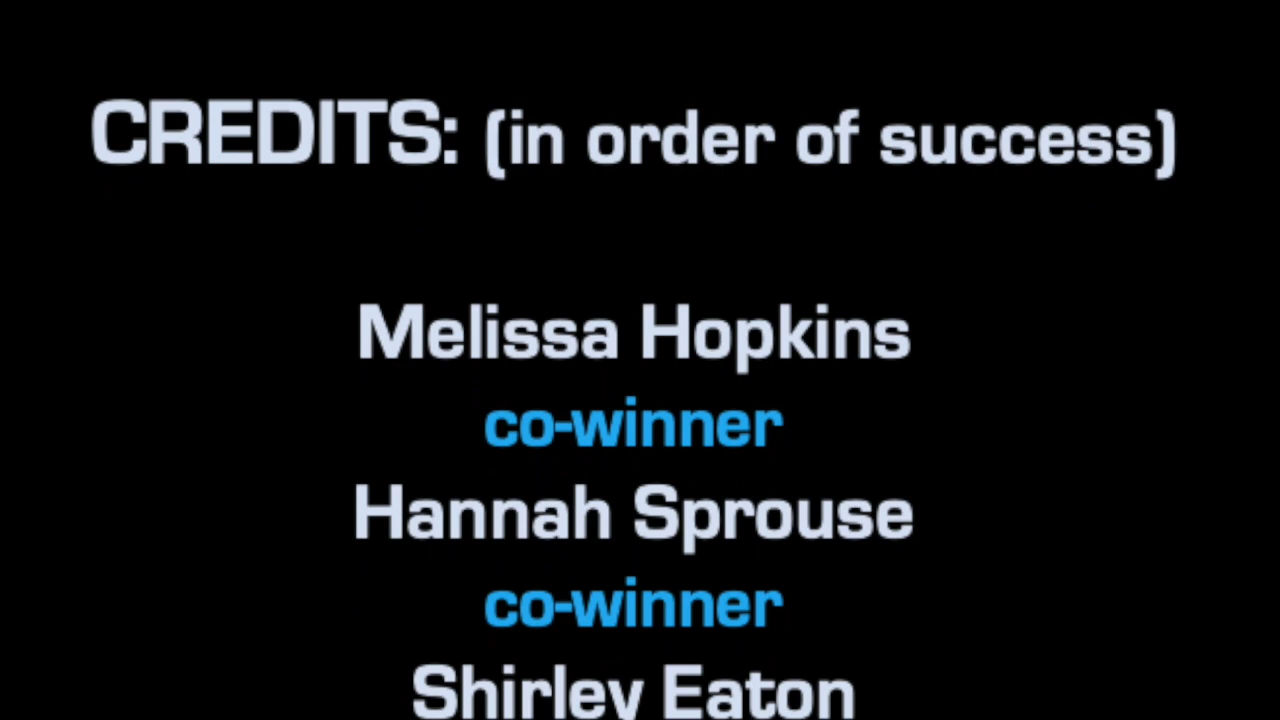 CREDITS: (in order of success)
Melissa Hopkins
co-winner
Hannah Sprouse
co-winner
Shirley Eaton